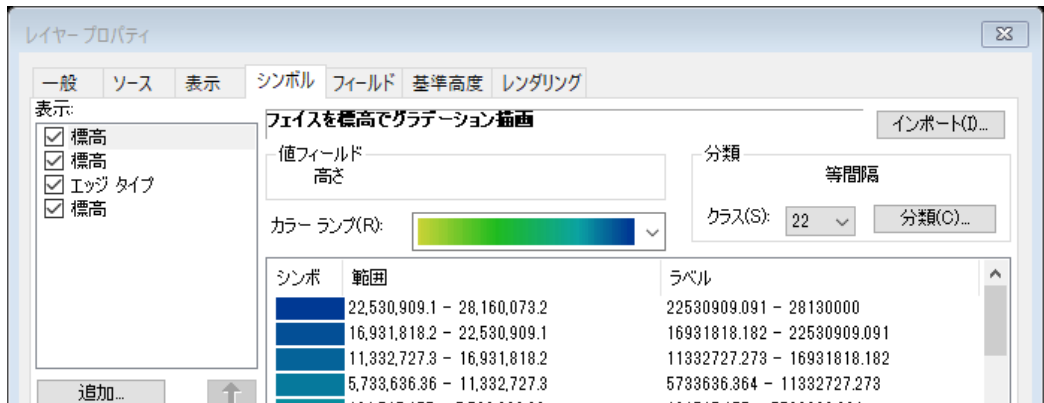 レイヤー プロパティ
一般 ソース 表示 シンボル フィールド 基準高度 レンダリング
表示:
標高
標高
エッジ タイプ
標高
追加...
フェイスを標高でグラデーション描画
インポート(I)...
値フィールド
高さ
分類
等間隔
カラー ランプ(R):
クラス(S): 22 分類(C)...
シンボ 範囲 ラベル
22,530,909.1 - 28,160,073.2 22530909.091 - 28130000
16,931,818.2 - 22,530,909.1 16931818.182 - 22530909.091
11,332,727.3 - 16,931,818.2 11332727.273 - 16931818.182
5,733,636.36 - 11,332,727.3 5733636.364 - 11332727.273